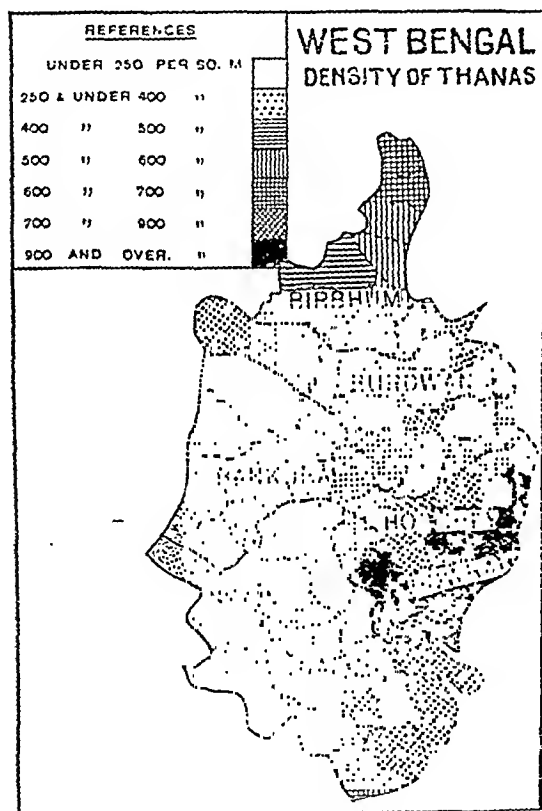 REFERENCES
UNDER 250 PER SQ. M
250 & UNDER 400 "
400 " 500 "
500 " 600 "
600 " 700 "
700 " 900 "
900 AND OVER. "
WEST BENGAL
DENSITY OF THANAS
BIRBHUM
BURDWAN
BANKURA
HO